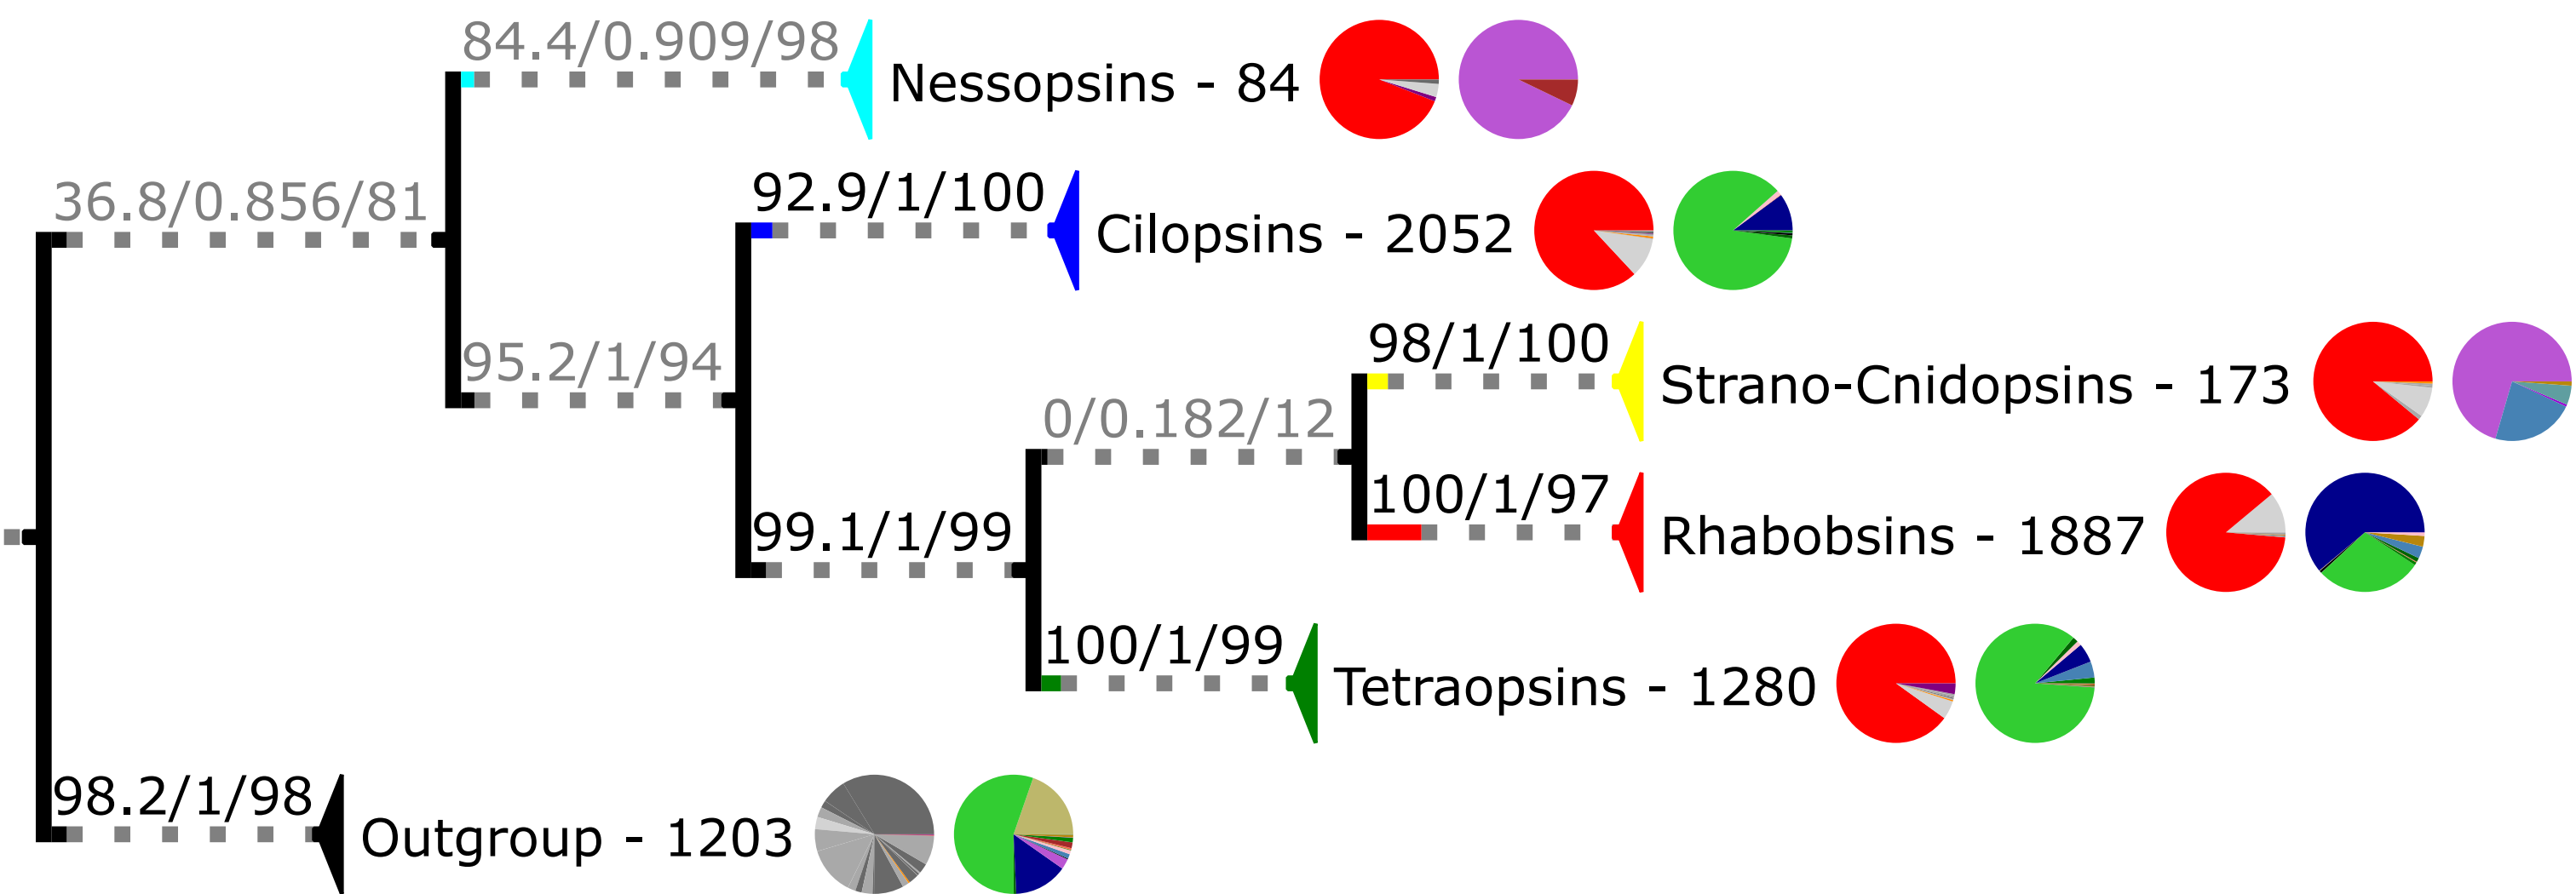 84.4/0.909/98
Nessopsins - 84
36.8/0.856/81
92.9/1/100
Cilopsins - 2052
95.2/1/94
98/1/100
Strano-Cnidopsins - 173
0/0.182/12
100/1/97
Rhabobsins - 1887
99.1/1/99
100/1/99
Tetraopsins - 1280
98.2/1/98
Outgroup - 1203